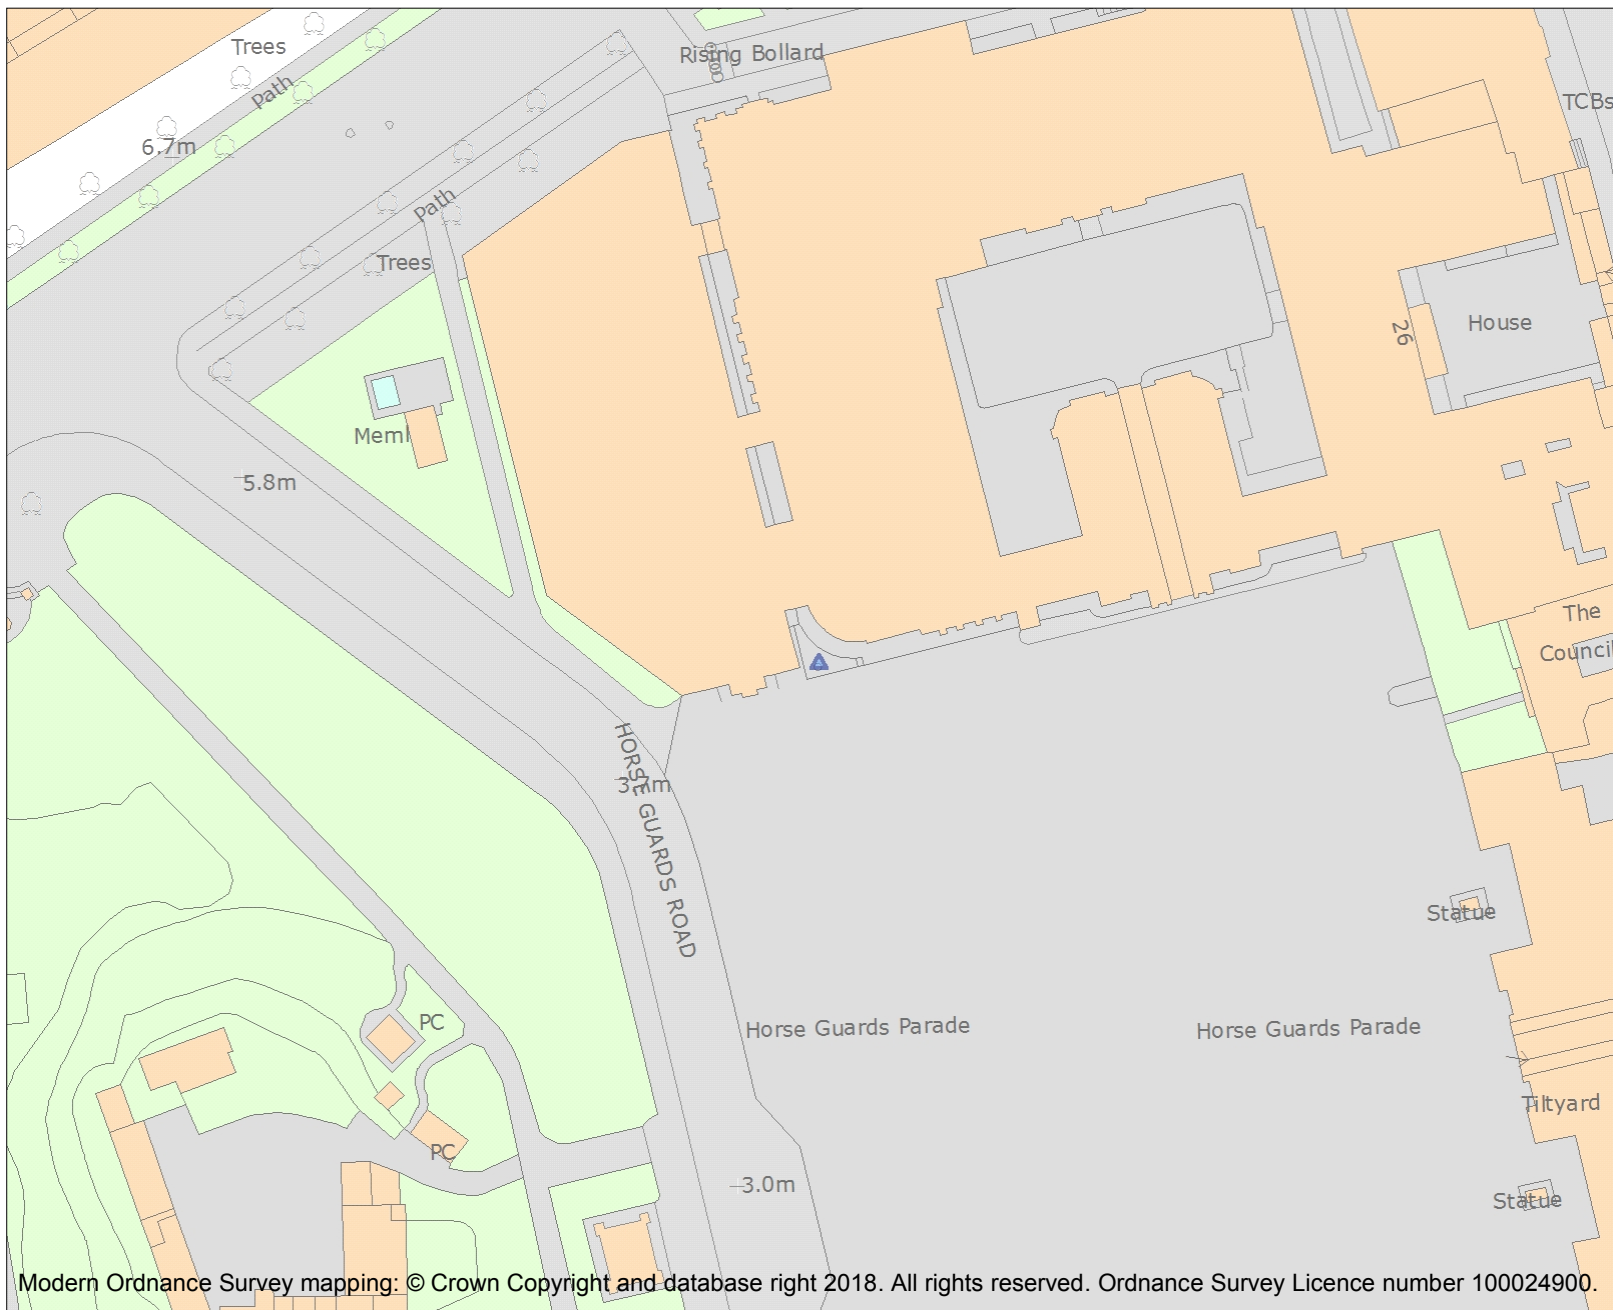 Trees
Rising Bollard
Path
TCBs
6.7m
Path
Trees
House
26
Meml
5.8m
The
Council
HORSE GUARDS ROAD
3.7m
Statue
PC
Horse Guards Parade
Horse Guards Parade
Tiltyard
PC
3.0m
Statue
Modern Ordnance Survey mapping: © Crown Copyright and database right 2018. All rights reserved. Ordnance Survey Licence number 100024900.